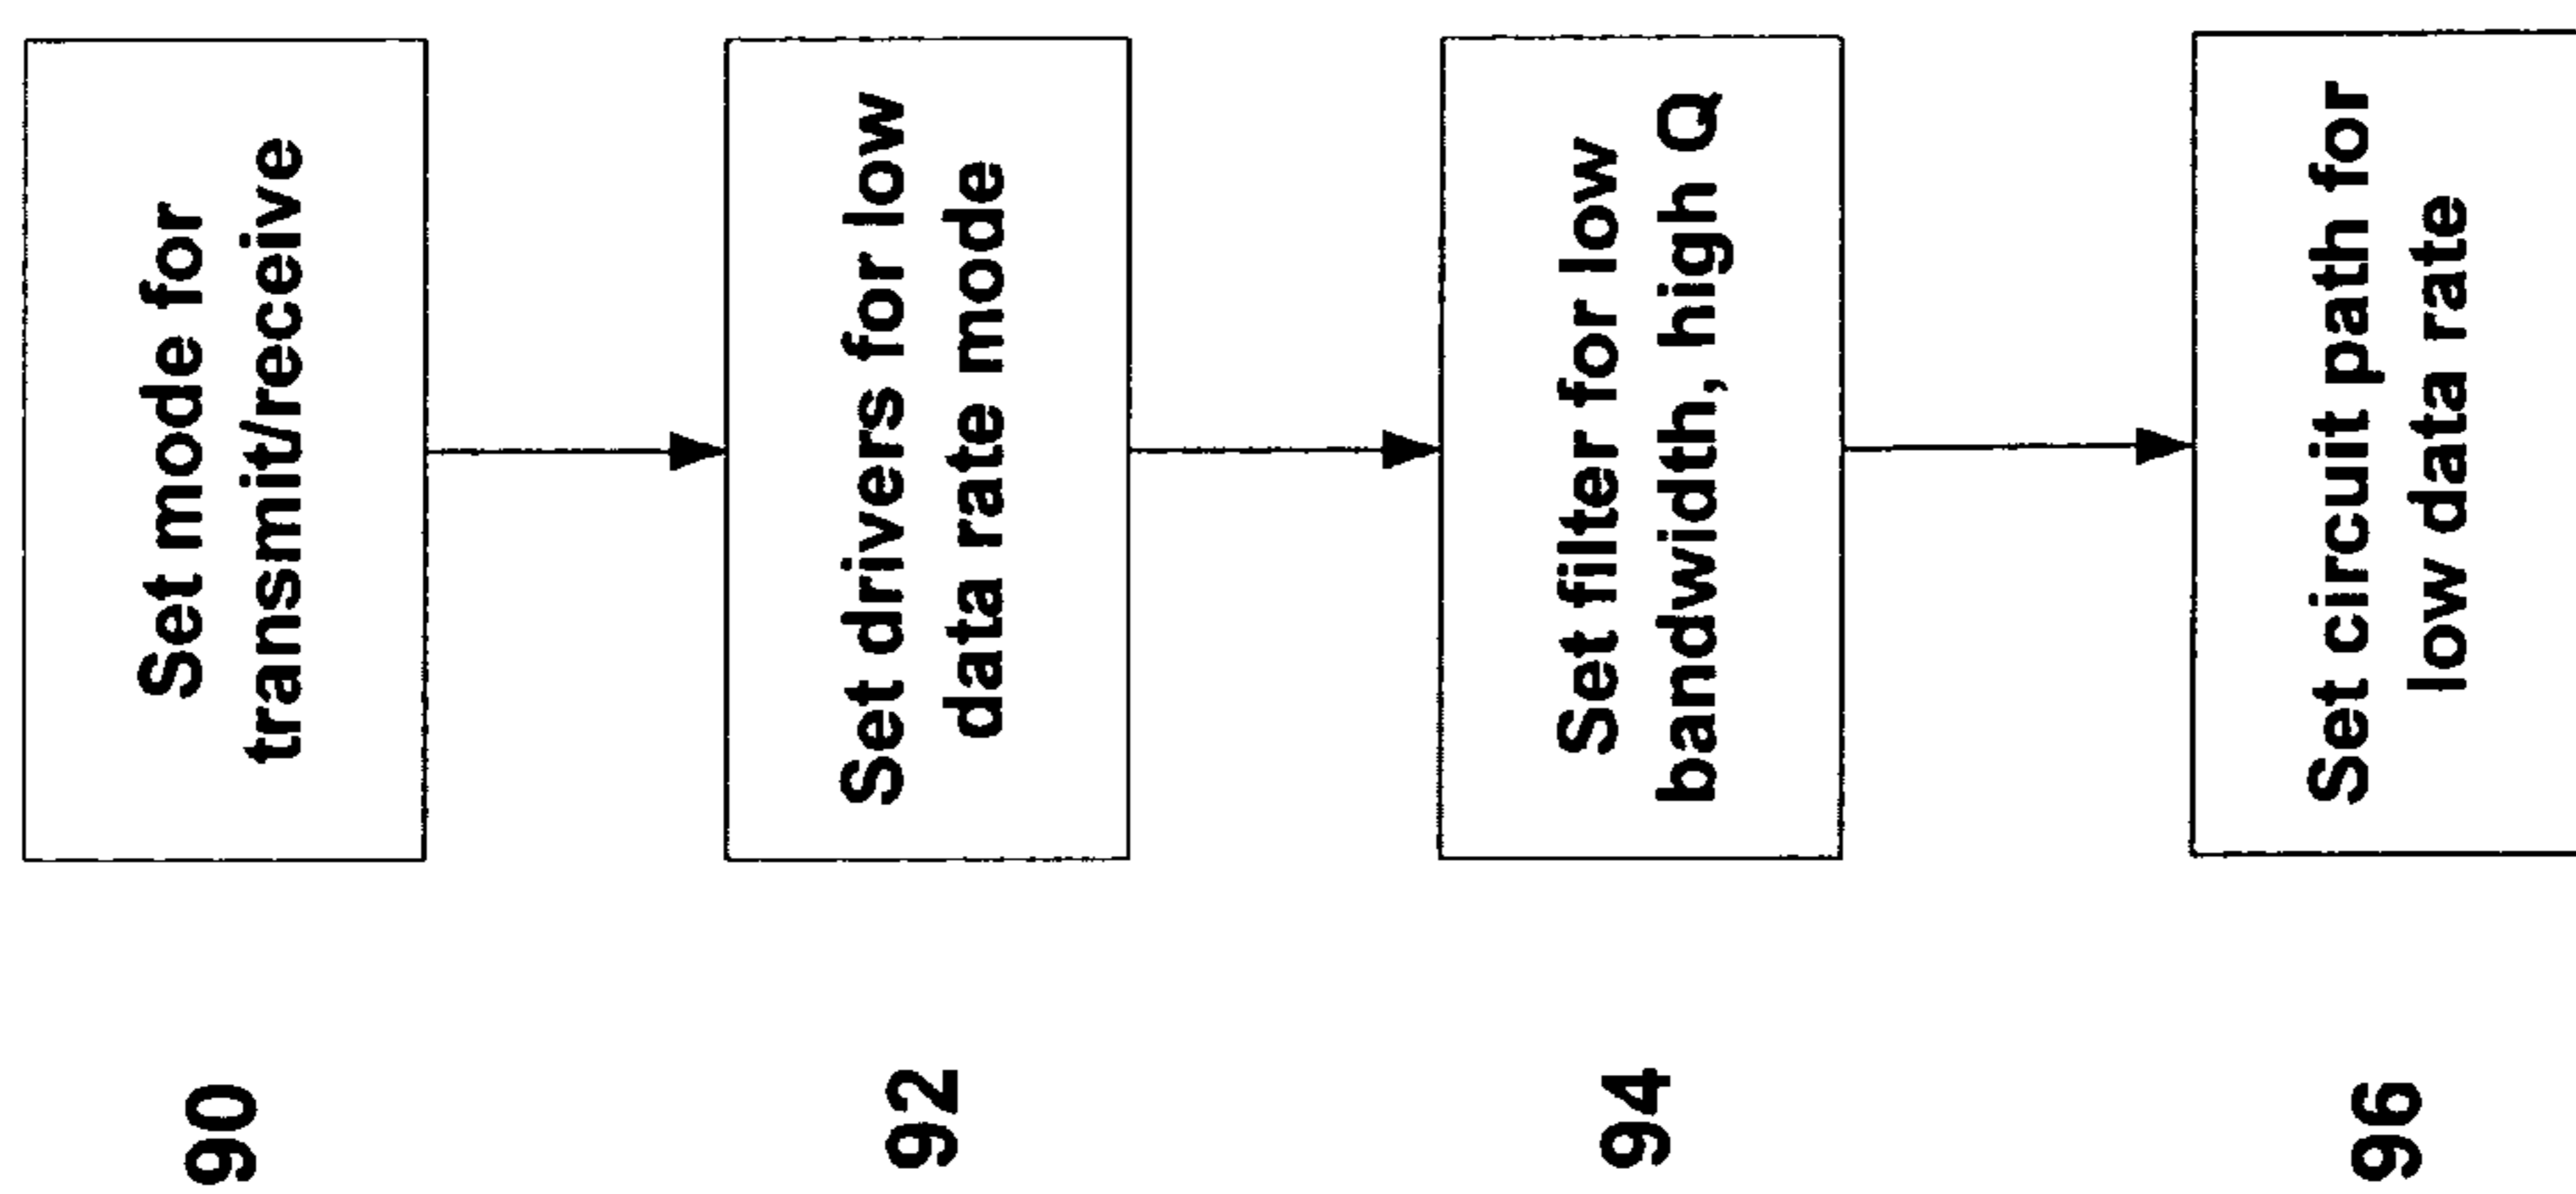 90
Set mode for
transmit/receive
92
Set drivers for low
data rate mode
94
Set filter for low
bandwidth, high Q
96
Set circuit path for
low data rate